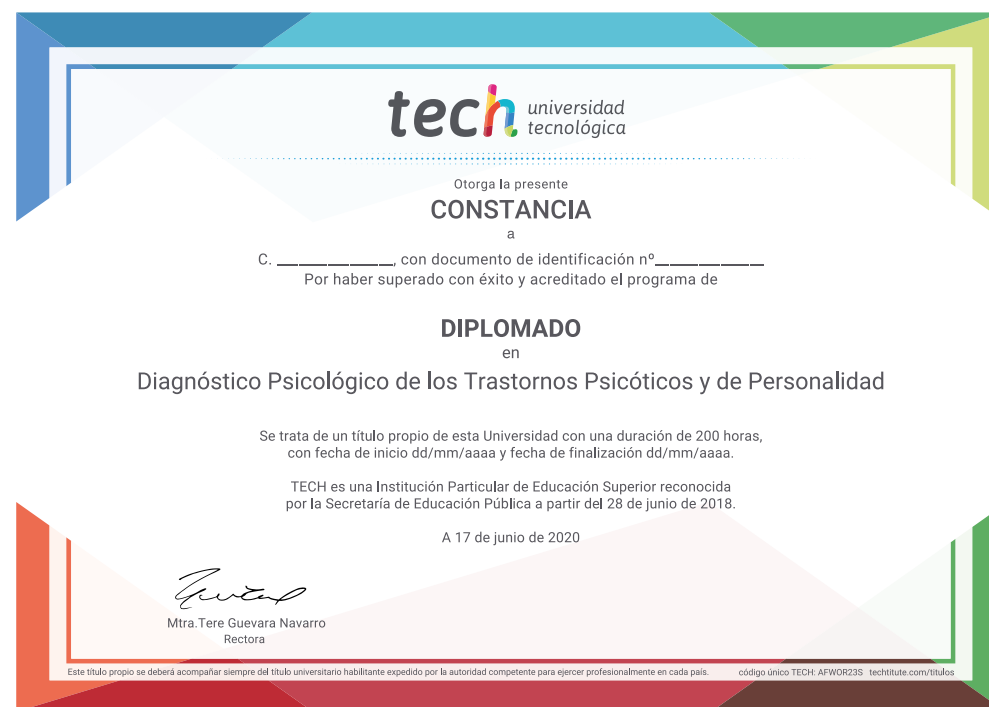 tech universidad
tecnológica
Otorga la presente
CONSTANCIA
a
C. ______________, con documento de identificación nº_____________
Por haber superado con éxito y acreditado el programa de
DIPLOMADO
en
Diagnóstico Psicológico de los Trastornos Psicóticos y de Personalidad
Se trata de un título propio de esta Universidad con una duración de 200 horas,
con fecha de inicio dd/mm/aaaa y fecha de finalización dd/mm/aaaa.
TECH es una Institución Particular de Educación Superior reconocida
por la Secretaría de Educación Pública a partir del 28 de junio de 2018.
A 17 de junio de 2020
Mtra.Tere Guevara Navarro
Rectora
Este título propio se deberá acompañar siempre del título universitario habilitante expedido por la autoridad competente para ejercer profesionalmente en cada país. código único TECH: AFWOR23S techtitute.com/titulos